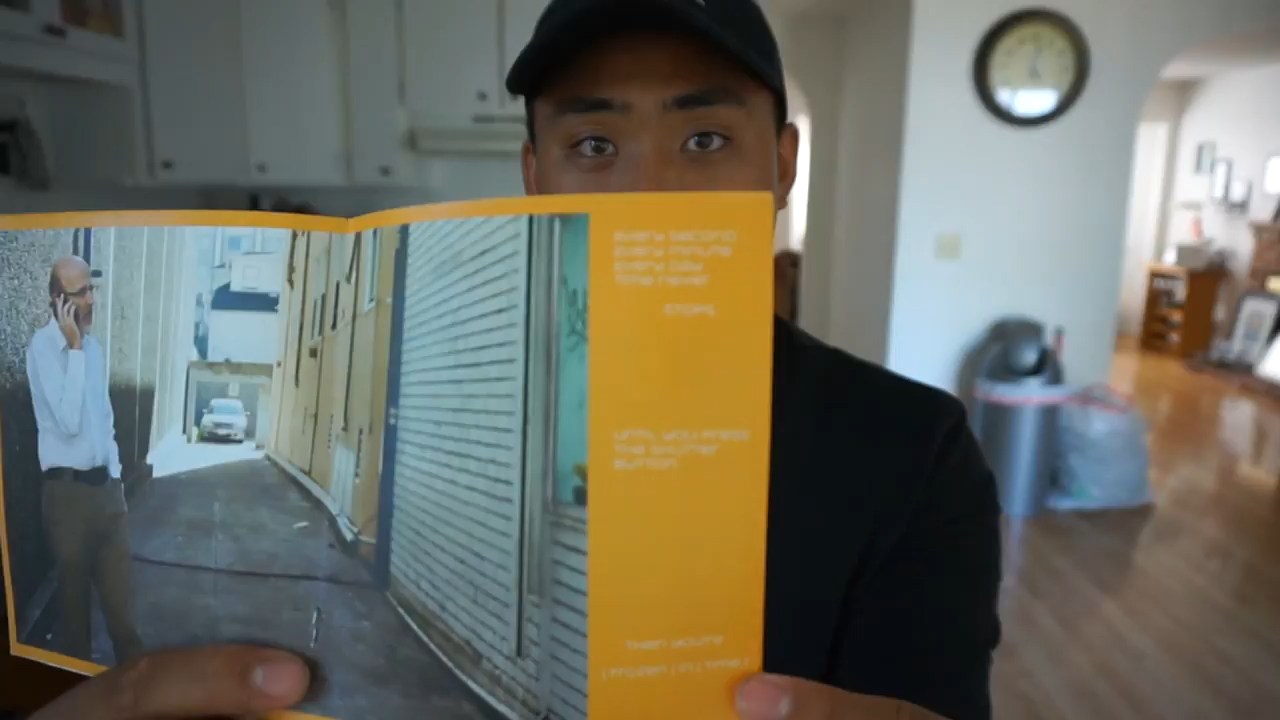 every second
every minute
every day
time never
stops
until you press
the shutter
button
then you're
[frozen] in [time]